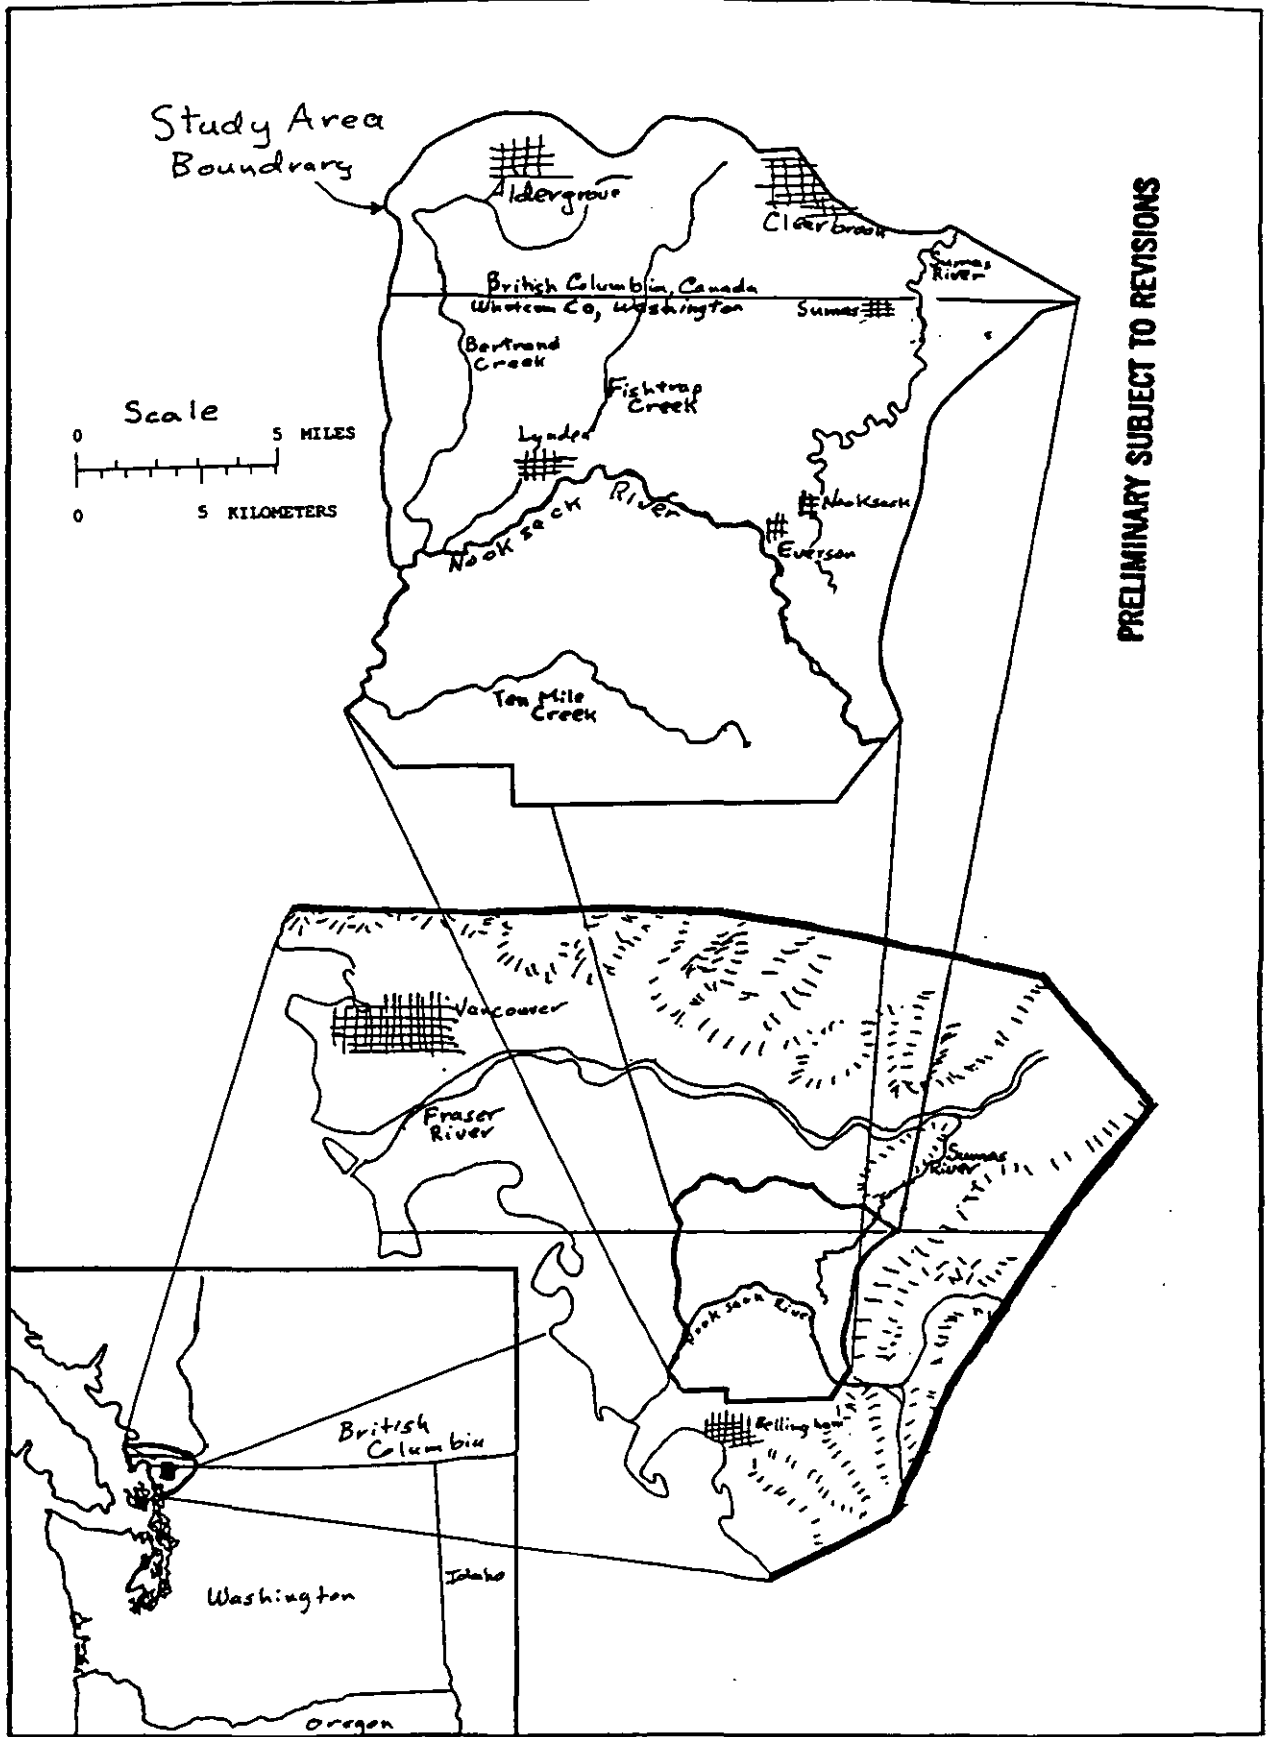 Study Area
Boundrary
Aldergrove
Clearbrook
Sumas
River
British Columbia, Canada
Whatcom Co, Washington
Sumas
Bertrand
Creek
Fishtrap
Creek
Scale
0 5 MILES
0 5 KILOMETERS
Lynden
Nooksack River
Nooksack
Everson
Ten Mile
Creek
PRELIMINARY SUBJECT TO REVISIONS
Vancouver
Fraser
River
Sumas
River
Nooksack River
Bellingham
British
Columbia
Washington
Idaho
Oregon